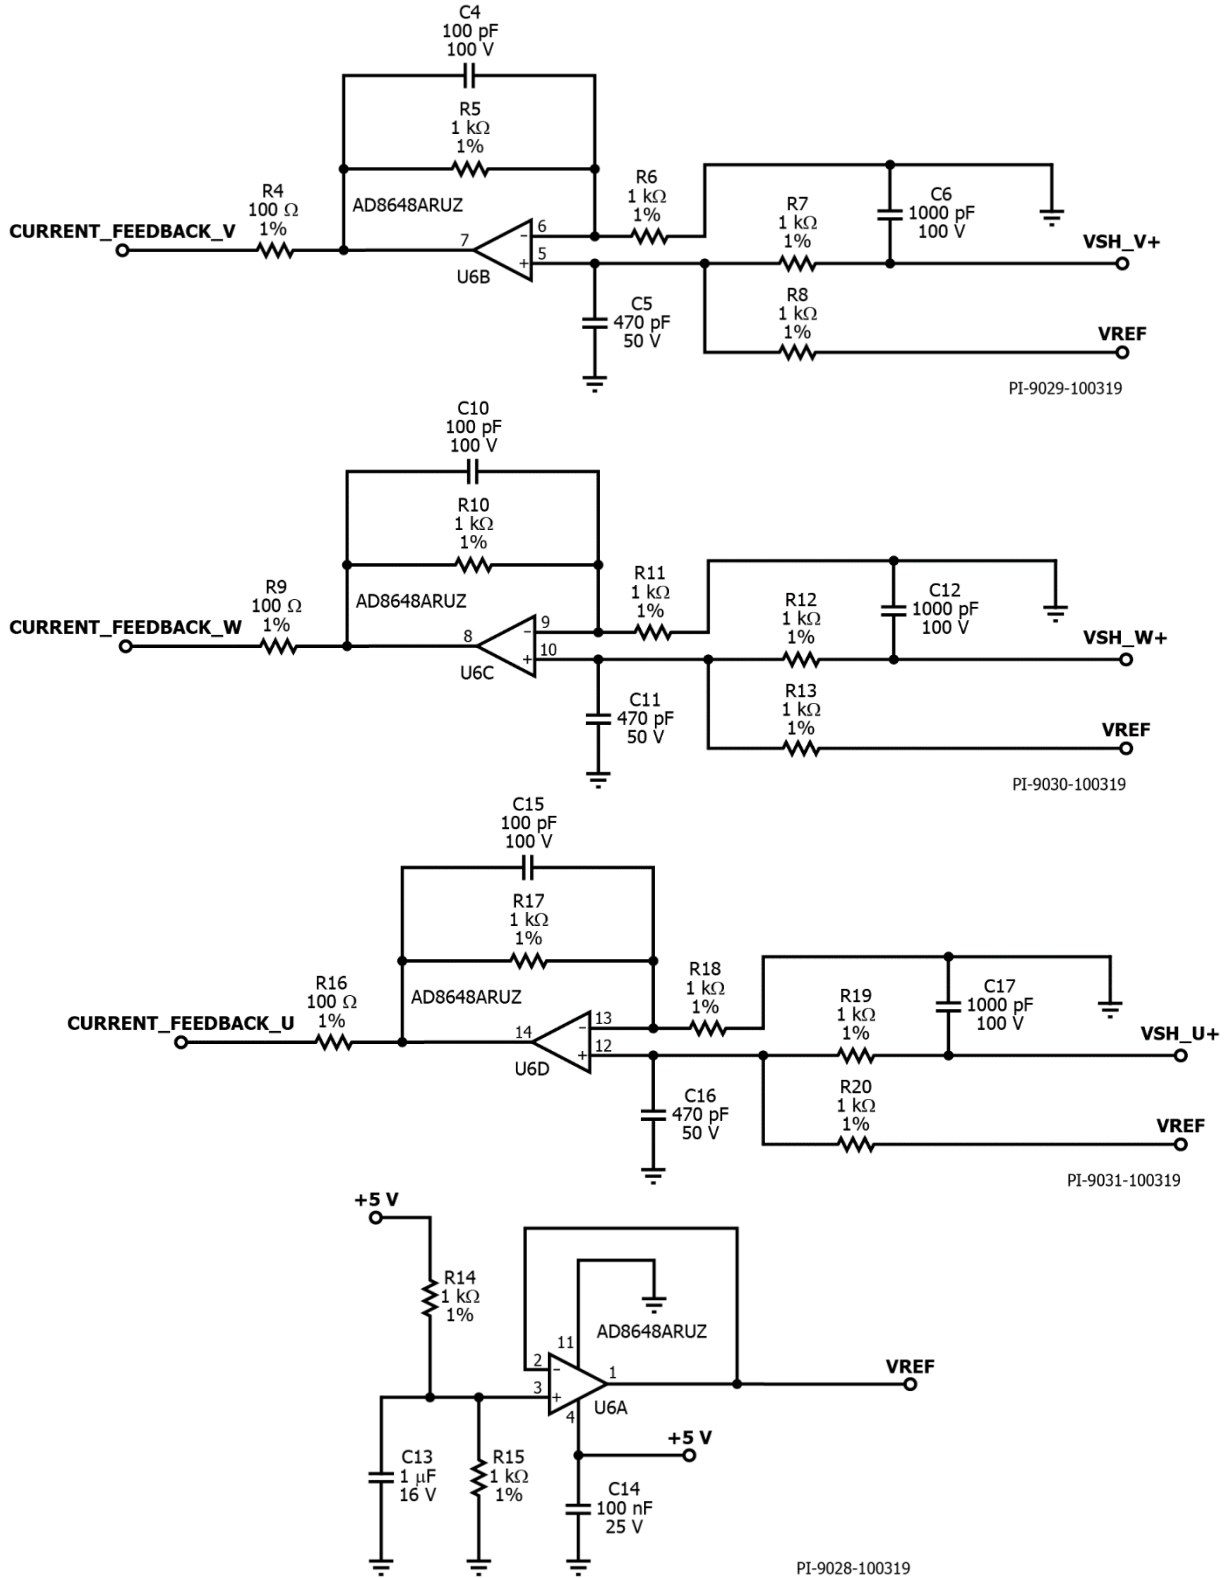 C4
100 pF
100 V
R5
1 kΩ
1%
R4
100 Ω
1%
AD8648ARUZ
R6
1 kΩ
1%
R7
1 kΩ
1%
C6
1000 pF
100 V
CURRENT_FEEDBACK_V
7
6
-
5
+
U6B
VSH_V+
C5
470 pF
50 V
R8
1 kΩ
1%
VREF
PI-9029-100319
C10
100 pF
100 V
R10
1 kΩ
1%
R9
100 Ω
1%
AD8648ARUZ
R11
1 kΩ
1%
R12
1 kΩ
1%
C12
1000 pF
100 V
CURRENT_FEEDBACK_W
8
9
-
10
+
U6C
VSH_W+
C11
470 pF
50 V
R13
1 kΩ
1%
VREF
PI-9030-100319
C15
100 pF
100 V
R17
1 kΩ
1%
R16
100 Ω
1%
AD8648ARUZ
R18
1 kΩ
1%
R19
1 kΩ
1%
C17
1000 pF
100 V
CURRENT_FEEDBACK_U
14
13
-
12
+
U6D
VSH_U+
C16
470 pF
50 V
R20
1 kΩ
1%
VREF
PI-9031-100319
+5 V
R14
1 kΩ
1%
AD8648ARUZ
11
2
-
3
+
1
4
U6A
VREF
+5 V
C13
1 μF
16 V
R15
1 kΩ
1%
C14
100 nF
25 V
PI-9028-100319